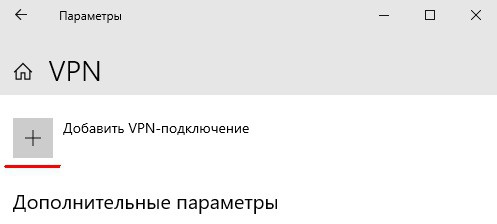 Параметры
VPN
Добавить VPN-подключение
Дополнительные параметры